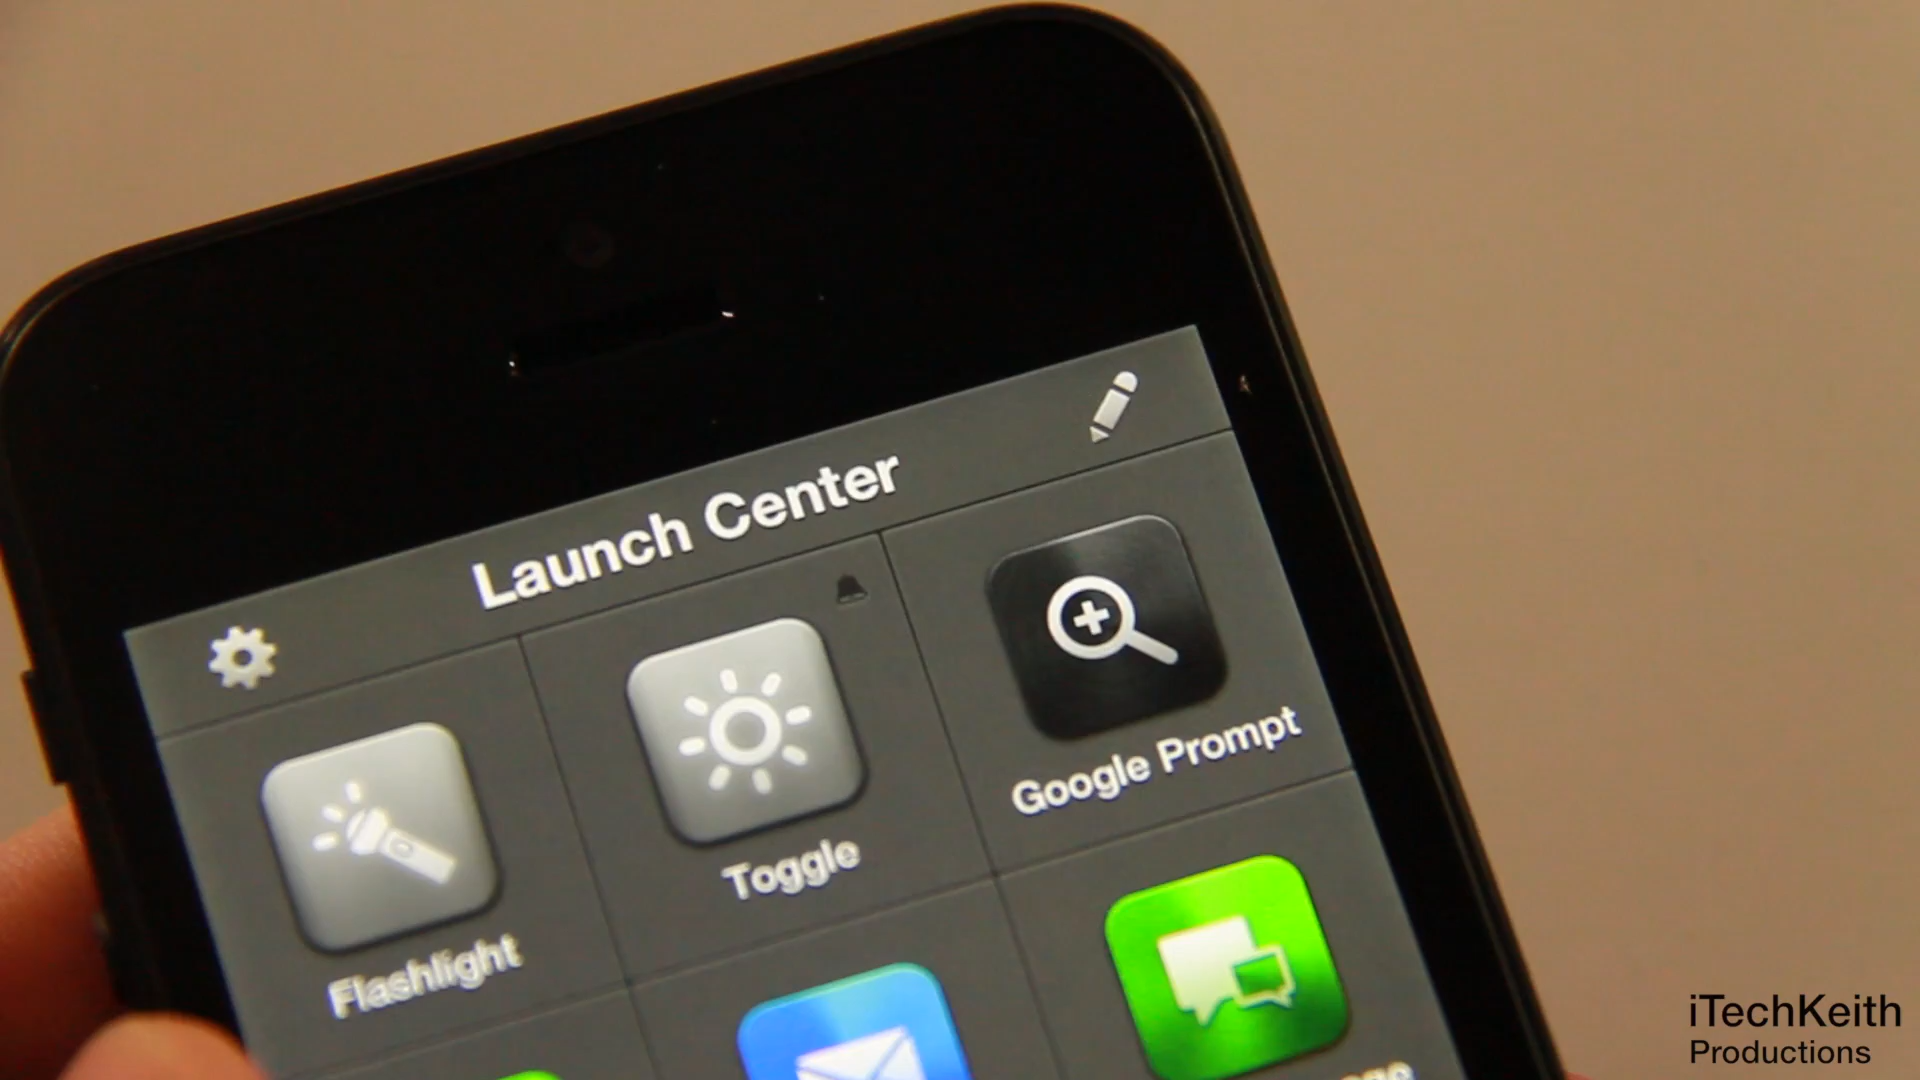 Launch Center
Google Prompt
Toggle
Flashlight
iTechKeith
Productions